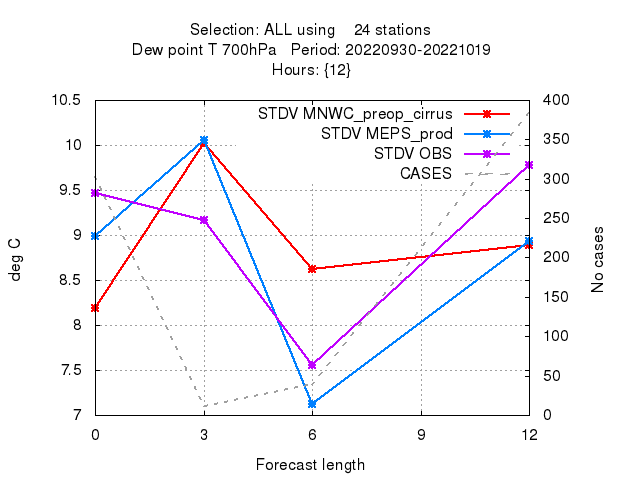 Selection: ALL using    24 stations
Dew point T 700hPa   Period: 20220930-20221019
Hours: {12}
STDV MNWC_preop_cirrus
STDV MEPS_prod
STDV OBS
CASES
deg C
10.5
10
9.5
9
8.5
8
7.5
7
400
350
300
250
200
150
100
50
0
No cases
0 3 6 9 12
Forecast length